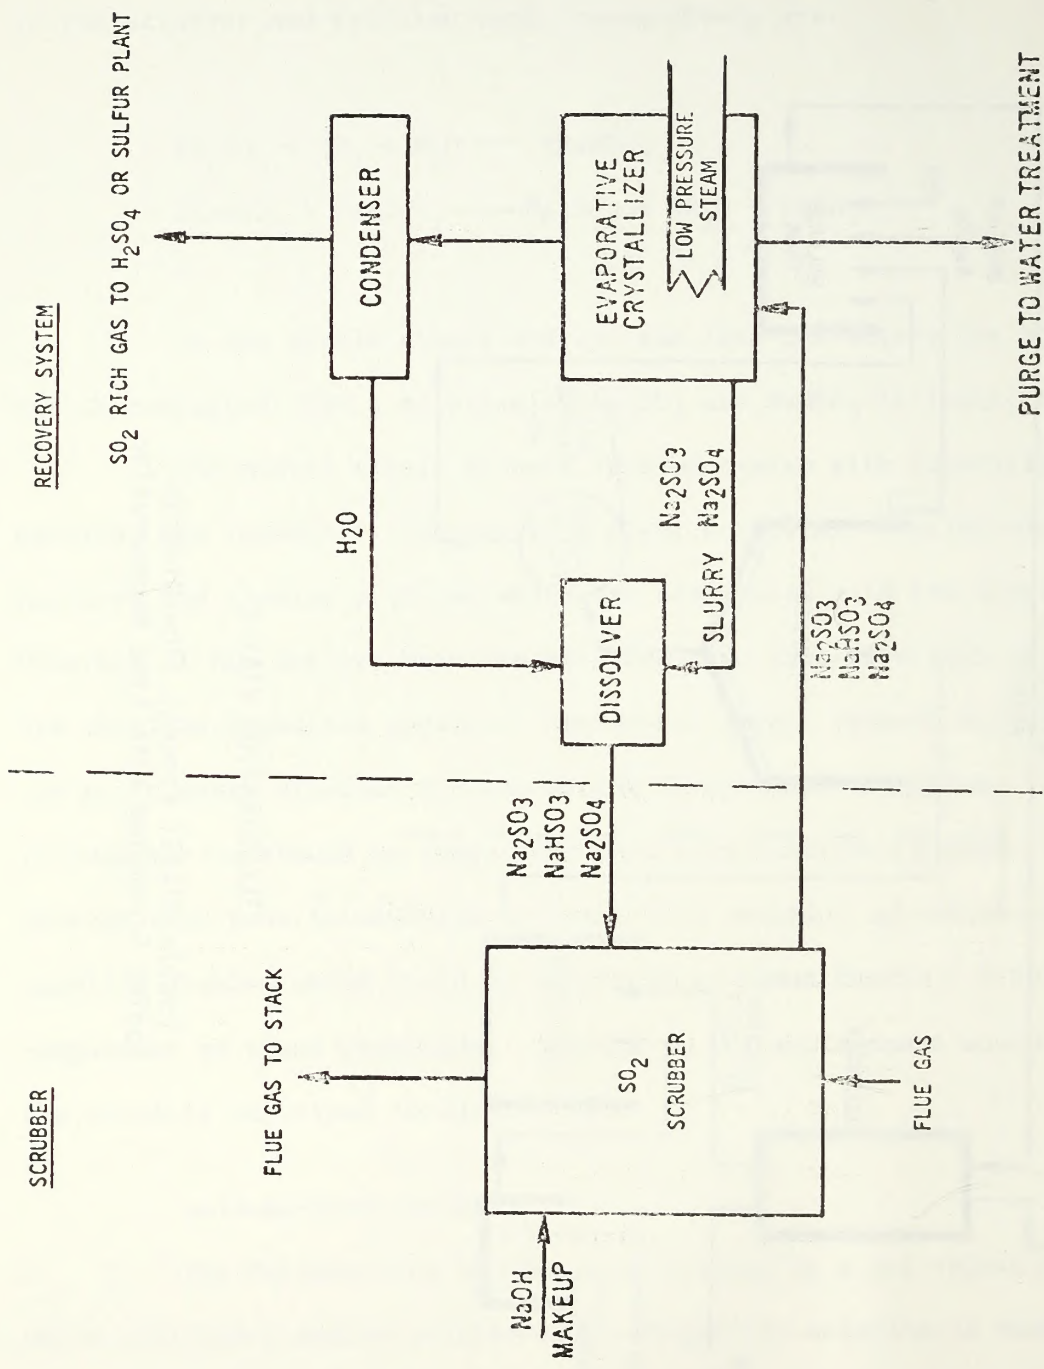 SCRUBBER
RECOVERY SYSTEM
FLUE GAS TO STACK
SO2 RICH GAS TO H2SO4 OR SULFUR PLANT
NaOH
MAKEUP
SO2
SCRUBBER
FLUE GAS
Na2SO3
NaHSO3
Na2SO4
H2O
DISSOLVER
CONDENSER
SLURRY
Na2SO3
Na2SO4
EVAPORATIVE
CRYSTALLIZER
LOW PRESSURE
STEAM
Na2SO3
NaHSO3
Na2SO4
PURGE TO WATER TREATMENT